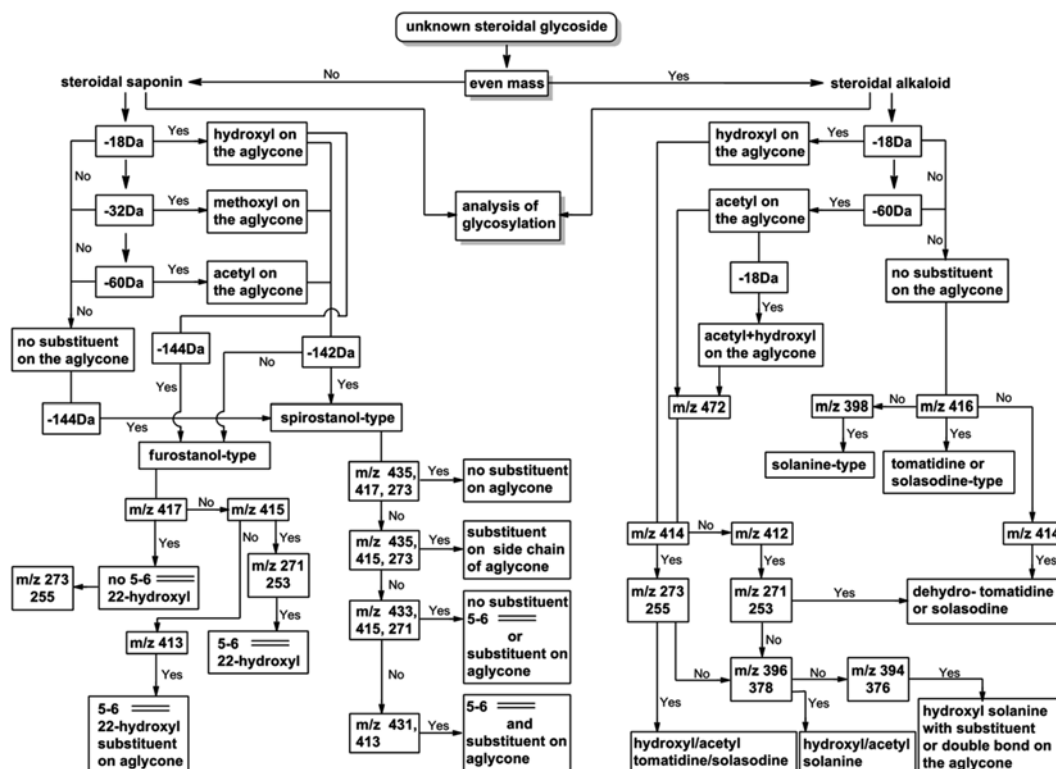 unknown steroidal glycoside
No
Yes
steroidal saponin
even mass
steroidal alkaloid
-18Da
Yes
hydroxyl on
the aglycone
No
-32Da
Yes
methoxyl on
the aglycone
No
-60Da
Yes
acetyl on
the aglycone
No
no substituent
on the aglycone
-144Da
Yes
-144Da
Yes
No
-142Da
Yes
spirostanol-type
furostanol-type
analysis of
glycosylation
m/z 417
No
m/z 415
Yes
Yes
m/z 273
255
no 5-6
22-hydroxyl
m/z 271
253
Yes
m/z 413
5-6
22-hydroxyl
Yes
5-6
22-hydroxyl
substituent
on aglycone
m/z 435,
417, 273
Yes
no substituent
on aglycone
No
m/z 435,
415, 273
Yes
substituent
on side chain
of aglycone
No
m/z 433,
415, 271
Yes
no substituent
5-6
or
substituent on
aglycone
No
m/z 431,
413
Yes
5-6
and
substituent on
aglycone
hydroxyl on
the aglycone
Yes
-18Da
No
acetyl on
the aglycone
Yes
-60Da
No
-18Da
no substituent
on the aglycone
Yes
acetyl+hydroxyl
on the aglycone
m/z 472
m/z 398
No
m/z 416
No
Yes
Yes
solanine-type
tomatidine or
solasodine-type
m/z 414
No
m/z 412
m/z 414
Yes
Yes
Yes
m/z 273
255
m/z 271
253
Yes
dehydro- tomatidine
or solasodine
No
No
m/z 396
378
No
m/z 394
376
Yes
Yes
Yes
hydroxyl/acetyl
tomatidine/solasodine
hydroxyl/acetyl
solanine
hydroxyl solanine
with substituent
or double bond on
the aglycone